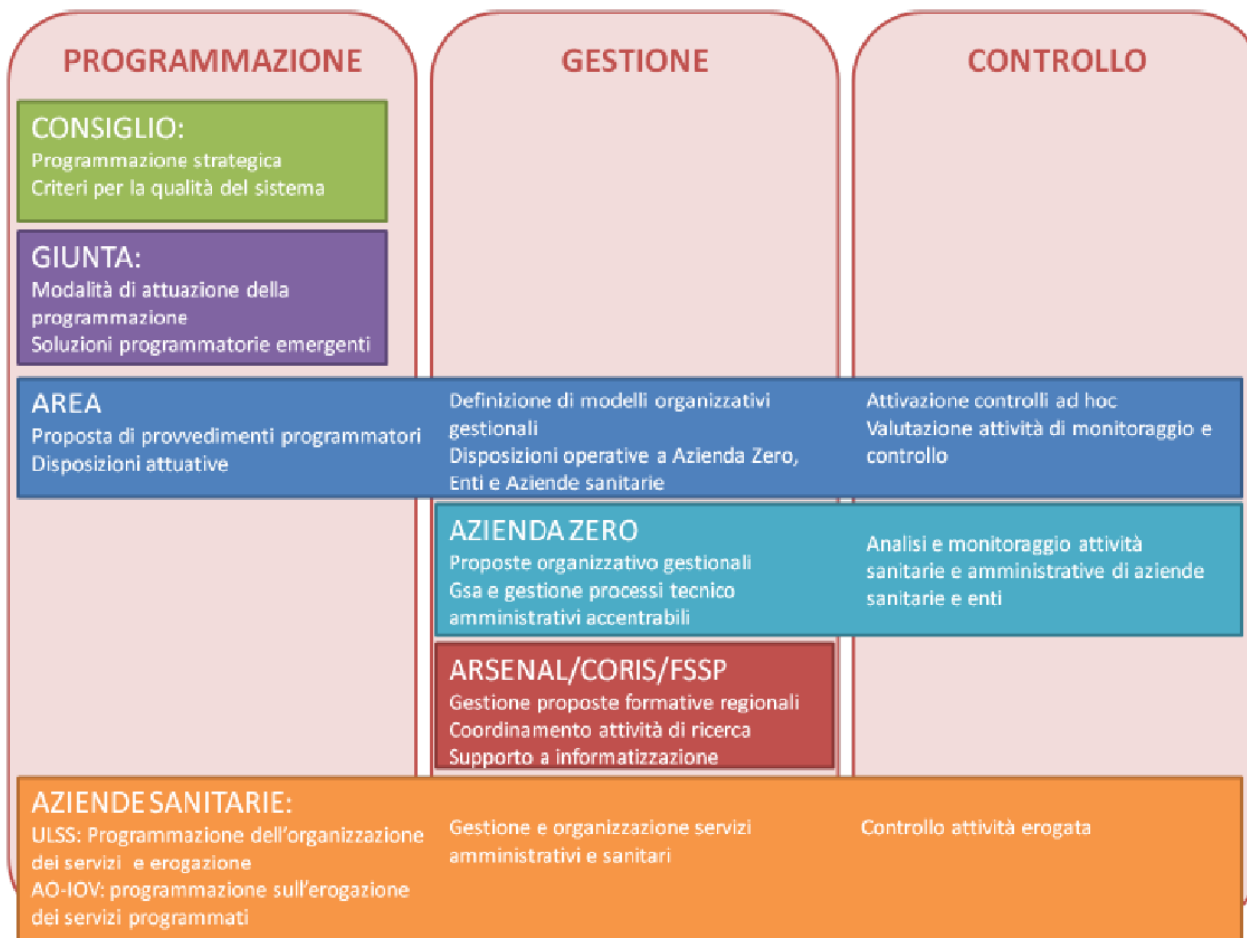 PROGRAMMAZIONE
GESTIONE
CONTROLLO
CONSIGLIO:
Programmazione strategica
Criteri per la qualità del sistema
GIUNTA:
Modalità di attuazione della
programmazione
Soluzioni programmatorie emergenti
AREA
Proposta di provvedimenti programmatori
Disposizioni attuative
Definizione di modelli organizzativi
gestionali
Disposizioni operative a Azienda Zero,
Enti e Aziende sanitarie
Attivazione controlli ad hoc
Valutazione attività di monitoraggio e
controllo
AZIENDA ZERO
Proposte organizzativo gestionali
Gsa e gestione processi tecnico
amministrativi accentrabili
Analisi e monitoraggio attività
sanitarie e amministrative di aziende
sanitarie e enti
ARSENAL/CORIS/FSSP
Gestione proposte formative regionali
Coordinamento attività di ricerca
Supporto a informatizzazione
AZIENDE SANITARIE:
ULSS: Programmazione dell'organizzazione
dei servizi e erogazione
AO-IOV: programmazione sull'erogazione
dei servizi programmati
Gestione e organizzazione servizi
amministrativi e sanitari
Controllo attività erogata